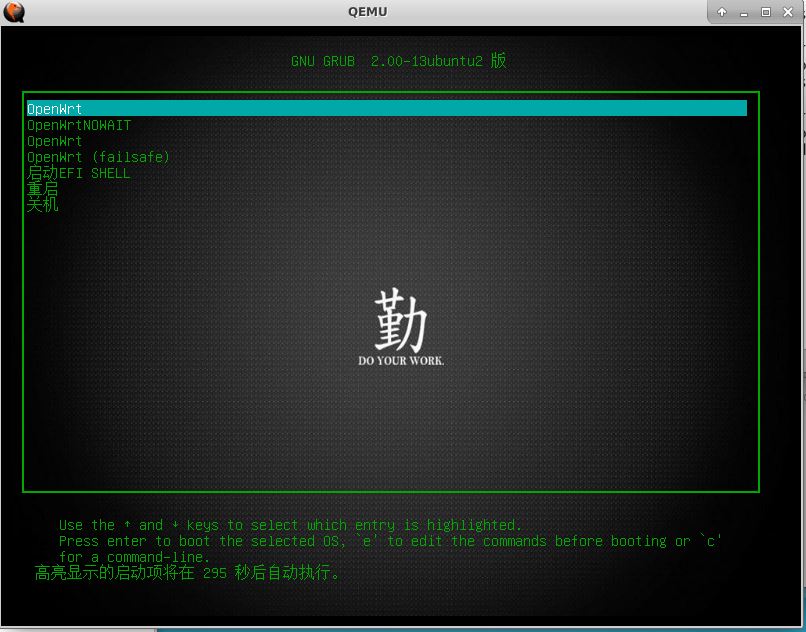 QEMU
GNU GRUB  2.00-13ubuntu2 版
OpenWrt
OpenWrtNOWAIT
OpenWrt
OpenWrt (failsafe)
启动EFI SHELL
重启
关机
勤
DO YOUR WORK.
Use the ↑ and ↓ keys to select which entry is highlighted.
Press enter to boot the selected OS, `e' to edit the commands before booting or `c'
for a command-line.
高亮显示的启动项将在 295 秒后自动执行。